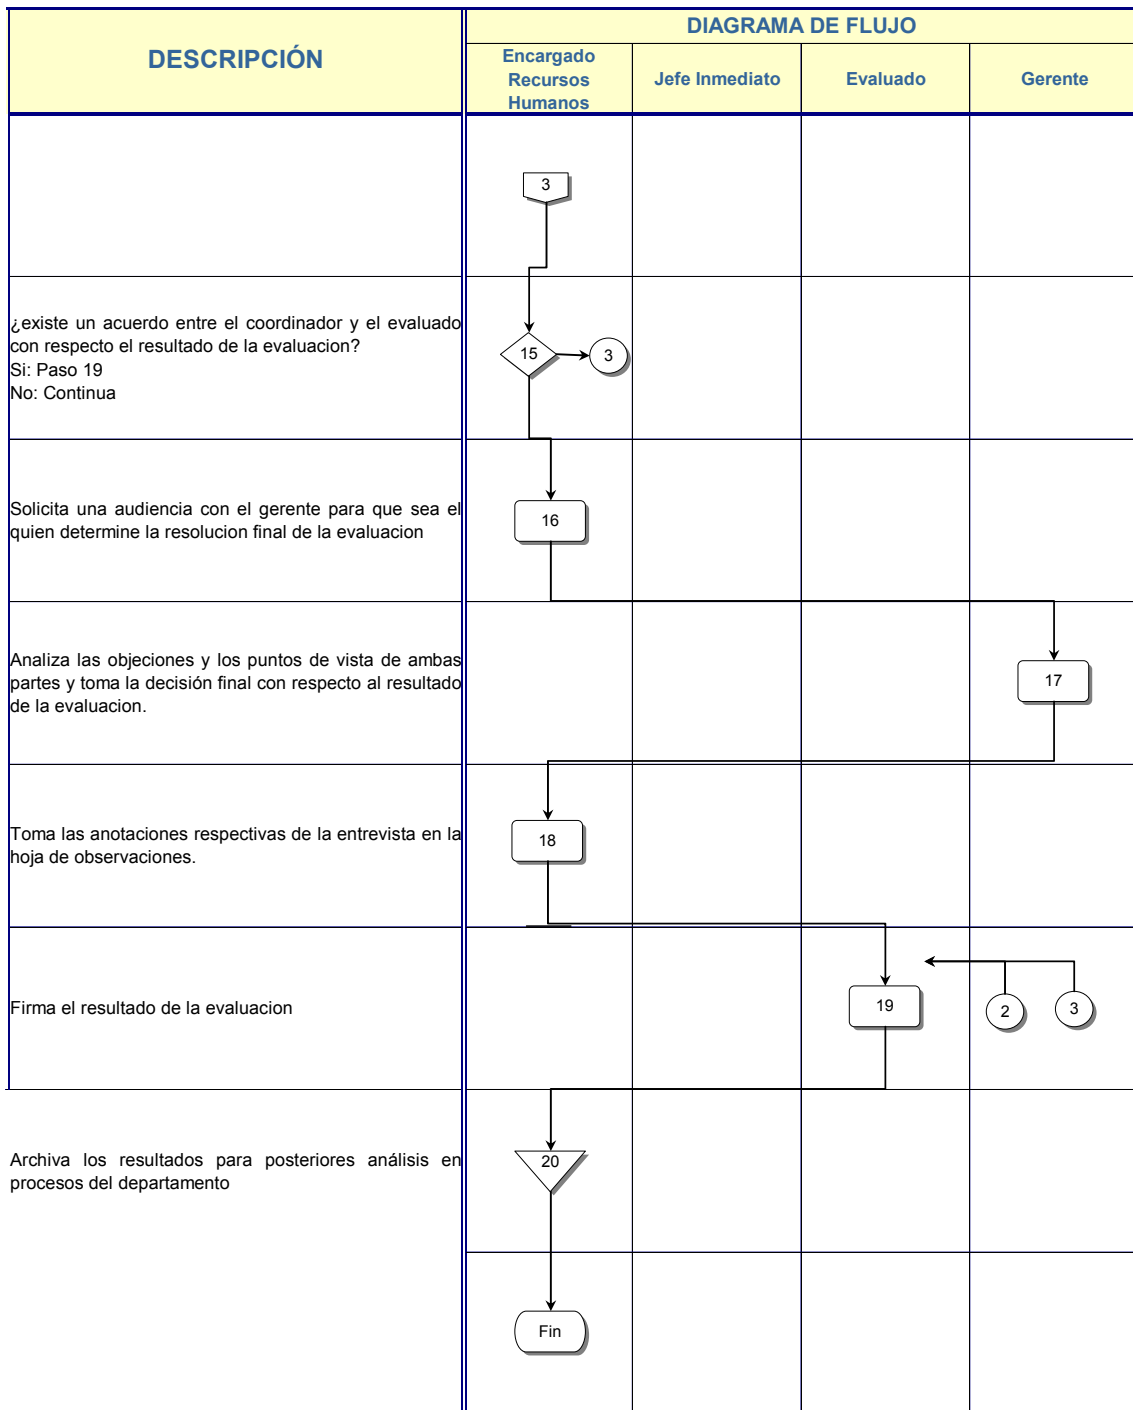 DESCRIPCIÓN
DIAGRAMA DE FLUJO
Encargado
Recursos
Humanos
Jefe Inmediato
Evaluado
Gerente
3
¿existe un acuerdo entre el coordinador y el evaluado
con respecto el resultado de la evaluacion?
Si: Paso 19
No: Continua
15
3
Solicita una audiencia con el gerente para que sea el
quien determine la resolucion final de la evaluacion
16
Analiza las objeciones y los puntos de vista de ambas
partes y toma la decisión final con respecto al resultado
de la evaluacion.
17
Toma las anotaciones respectivas de la entrevista en la
hoja de observaciones.
18
Firma el resultado de la evaluacion
19
2
3
Archiva los resultados para posteriores análisis en
procesos del departamento
20
Fin